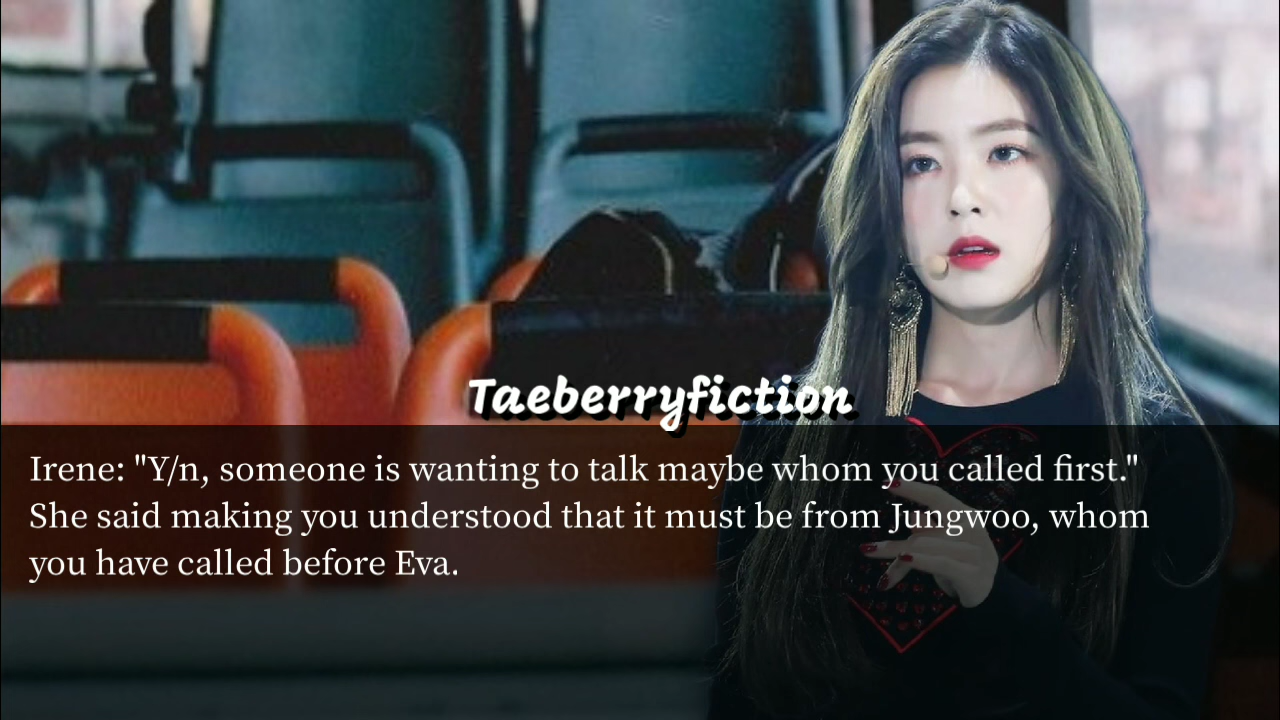 Taeberryfiction
Irene: "Y/n, someone is wanting to talk maybe whom you called first."
She said making you understood that it must be from Jungwoo, whom
you have called before Eva.